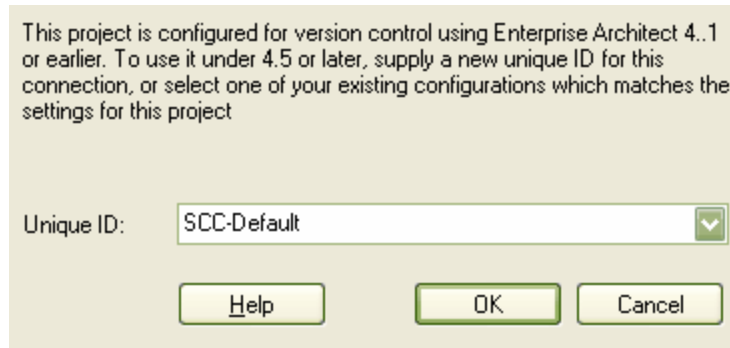 This project is configured for version control using Enterprise Architect 4..1
or earlier. To use it under 4.5 or later, supply a new unique ID for this
connection, or select one of your existing configurations which matches the
settings for this project
Unique ID: SCC-Default
Help OK Cancel